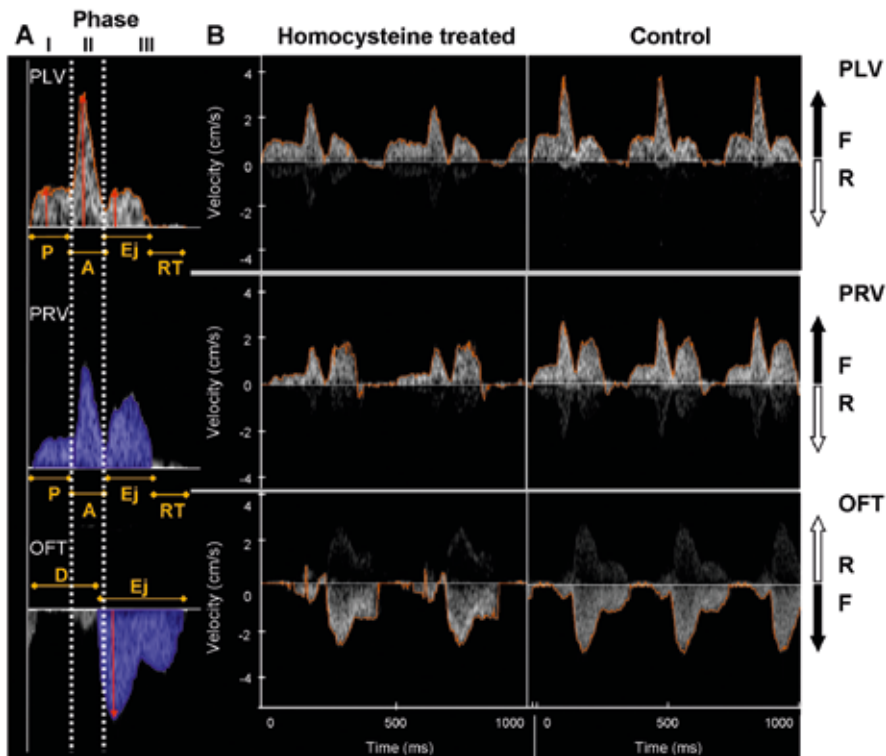 A Phase B
I II III
Homocysteine treated Control
PLV
P A Ej RT
PRV
P A Ej RT
OFT
D Ej
Velocity (cm/s)
4
2
0
-2
-4
PLV
F
R
Velocity (cm/s)
4
2
0
-2
-4
PRV
F
R
Velocity (cm/s)
4
2
0
-2
-4
OFT
R
F
0 500 1000 0 500 1000
Time (ms) Time (ms)